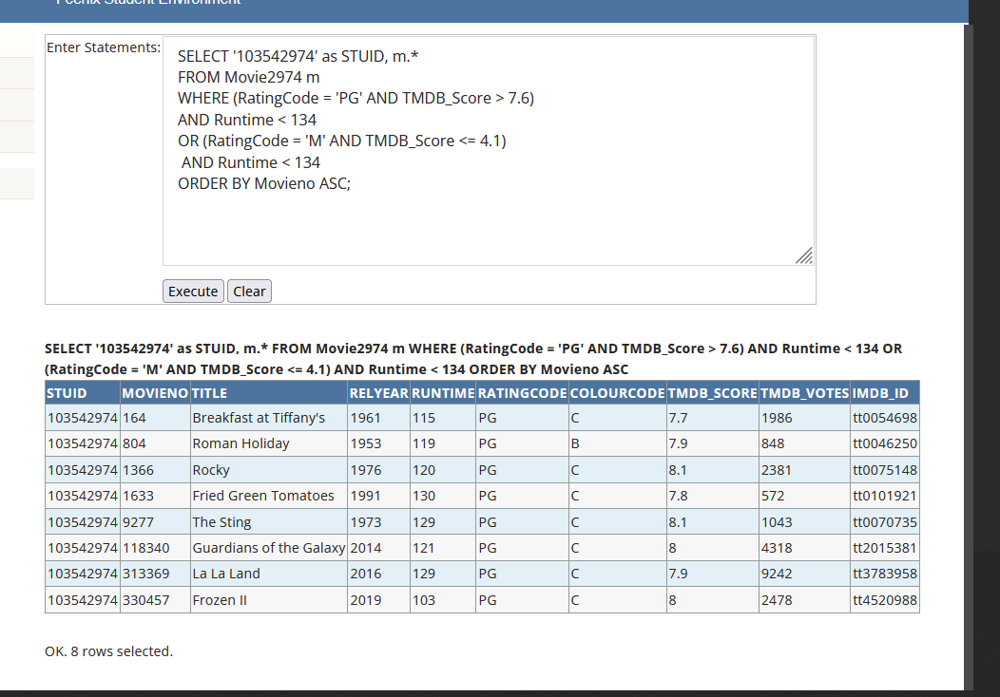 Feenix Student Environment
Enter Statements:
SELECT '103542974' as STUID, m.*
FROM Movie2974 m
WHERE (RatingCode = 'PG' AND TMDB_Score > 7.6)
AND Runtime < 134
OR (RatingCode = 'M' AND TMDB_Score <= 4.1)
AND Runtime < 134
ORDER BY Movieno ASC;
Execute Clear
SELECT '103542974' as STUID, m.* FROM Movie2974 m WHERE (RatingCode = 'PG' AND TMDB_Score > 7.6) AND Runtime < 134 OR
(RatingCode = 'M' AND TMDB_Score <= 4.1) AND Runtime < 134 ORDER BY Movieno ASC
STUID MOVIENO TITLE RELYEAR RUNTIME RATINGCODE COLOURCODE TMDB_SCORE TMDB_VOTES IMDB_ID
103542974 164 Breakfast at Tiffany's 1961 115 PG C 7.7 1986 tt0054698
103542974 804 Roman Holiday 1953 119 PG B 7.9 848 tt0046250
103542974 1366 Rocky 1976 120 PG C 8.1 2381 tt0075148
103542974 1633 Fried Green Tomatoes 1991 130 PG C 7.8 572 tt0101921
103542974 9277 The Sting 1973 129 PG C 8.1 1043 tt0070735
103542974 118340 Guardians of the Galaxy 2014 121 PG C 8 4318 tt2015381
103542974 313369 La La Land 2016 129 PG C 7.9 9242 tt3783958
103542974 330457 Frozen II 2019 103 PG C 8 2478 tt4520988
OK. 8 rows selected.